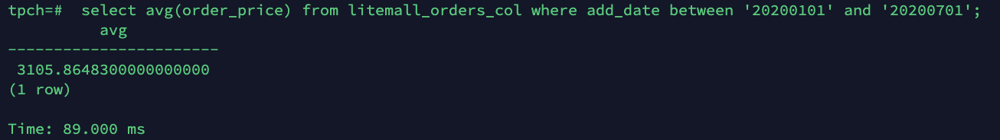 tpch=#  select avg(order_price) from litemall_orders_col where add_date between '20200101' and '20200701';
          avg
-----------------------
 3105.8648300000000000
(1 row)

Time: 89.000 ms